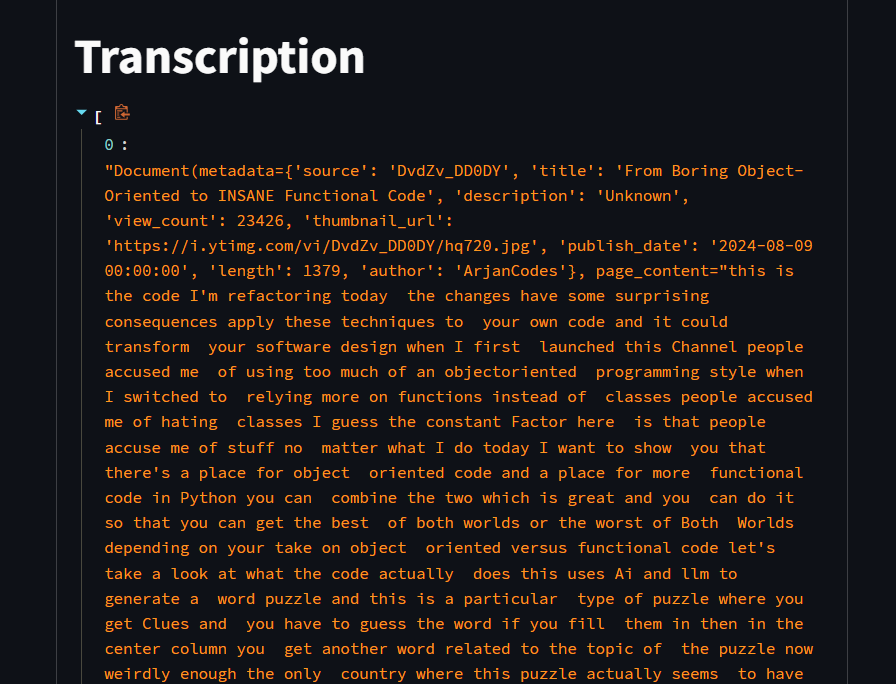 Transcription
[
0 :
"Document(metadata={'source': 'DvdZv_DD0DY', 'title': 'From Boring Object-
Oriented to INSANE Functional Code', 'description': 'Unknown',
'view_count': 23426, 'thumbnail_url':
'https://i.ytimg.com/vi/DvdZv_DD0DY/hq720.jpg', 'publish_date': '2024-08-09
00:00:00', 'length': 1379, 'author': 'ArjanCodes'}, page_content="this is
the code I'm refactoring today  the changes have some surprising
consequences apply these techniques to  your own code and it could
transform  your software design when I first  launched this Channel people
accused me  of using too much of an objectoriented  programming style when
I switched to  relying more on functions instead of  classes people accused
me of hating  classes I guess the constant Factor here  is that people
accuse me of stuff no  matter what I do today I want to show  you that
there's a place for object  oriented code and a place for more  functional
code in Python you can  combine the two which is great and you  can do it
so that you can get the best  of both worlds or the worst of Both  Worlds
depending on your take on object  oriented versus functional code let's
take a look at what the code actually  does this uses Ai and llm to
generate a  word puzzle and this is a particular  type of puzzle where you
get Clues and  you have to guess the word if you fill  them in then in the
center column you  get another word related to the topic of  the puzzle now
weirdly enough the only  country where this puzzle actually seems  to have